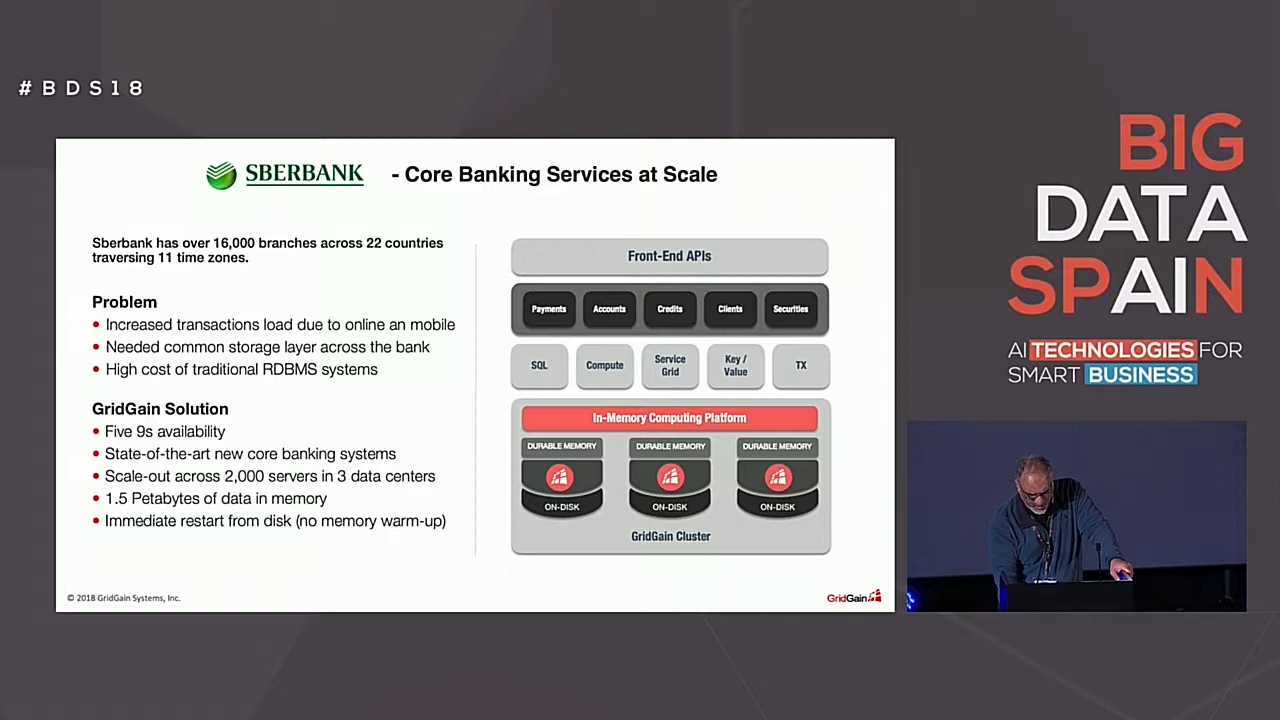 #BDS18
SBERBANK - Core Banking Services at Scale
Sberbank has over 16,000 branches across 22 countries
traversing 11 time zones.
Problem
• Increased transactions load due to online an mobile
• Needed common storage layer across the bank
• High cost of traditional RDBMS systems
GridGain Solution
• Five 9s availability
• State-of-the-art new core banking systems
• Scale-out across 2,000 servers in 3 data centers
• 1.5 Petabytes of data in memory
• Immediate restart from disk (no memory warm-up)
Front-End APIs
Payments Accounts Credits Clients Securities
SQL Compute Service Grid Key / Value TX
In-Memory Computing Platform
DURABLE MEMORY DURABLE MEMORY DURABLE MEMORY
ON-DISK ON-DISK ON-DISK
GridGain Cluster
© 2018 GridGain Systems, Inc.
GridGain
BIG
DATA
SPAIN
AI TECHNOLOGIES FOR
SMART BUSINESS